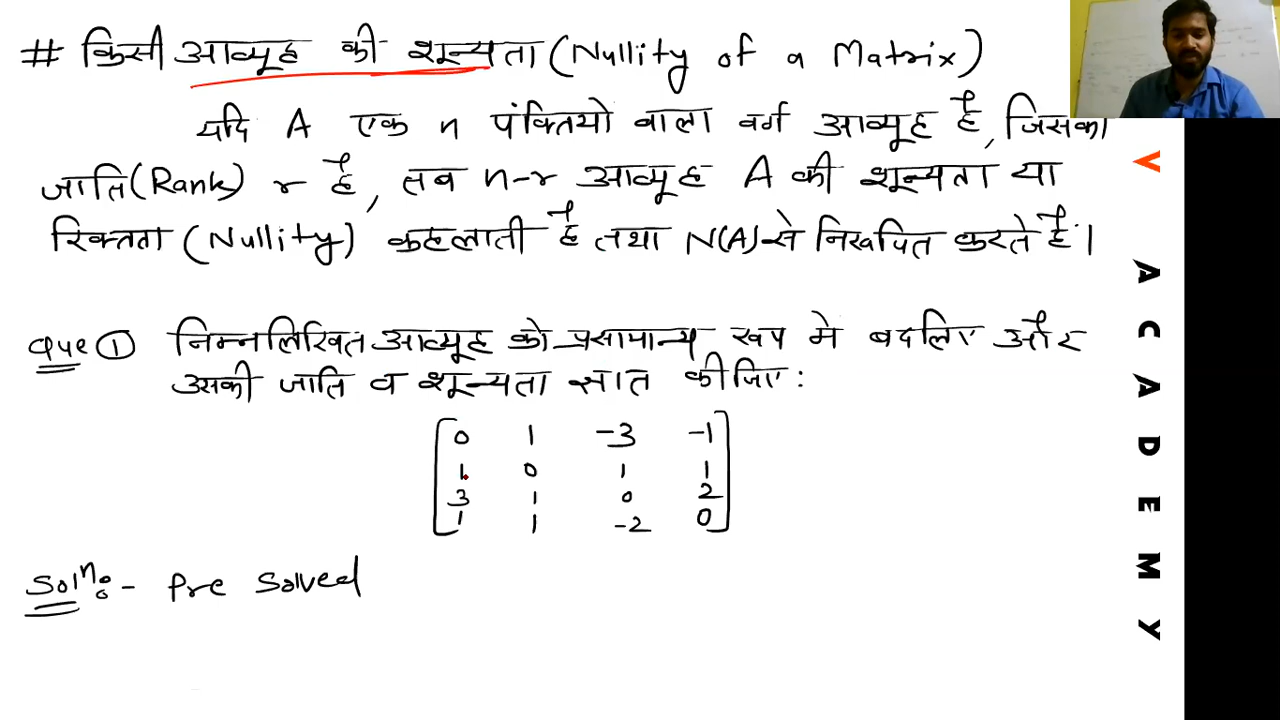 # किसी आव्यूह की शून्यता (Nullity of a Matrix)
यदि A एक n पंक्तियो वाला वर्ग आव्यूह है, जिसका
जाति (Rank) r है, तब n-r आव्यूह A की शून्यता या
रिक्तता (Nullity) कहलाती है तथा N(A) से निरूपित करते है।
Que ① निम्नलिखित आव्यूह को प्रसामान्य रूप मे बदलिए और
उसकी जाति व शून्यता ज्ञात कीजिए:
0 1 -3 -1
1 0 1 1
3 1 0 2
1 1 -2 0
Solⁿ:- Pre Solved
V ACADEMY